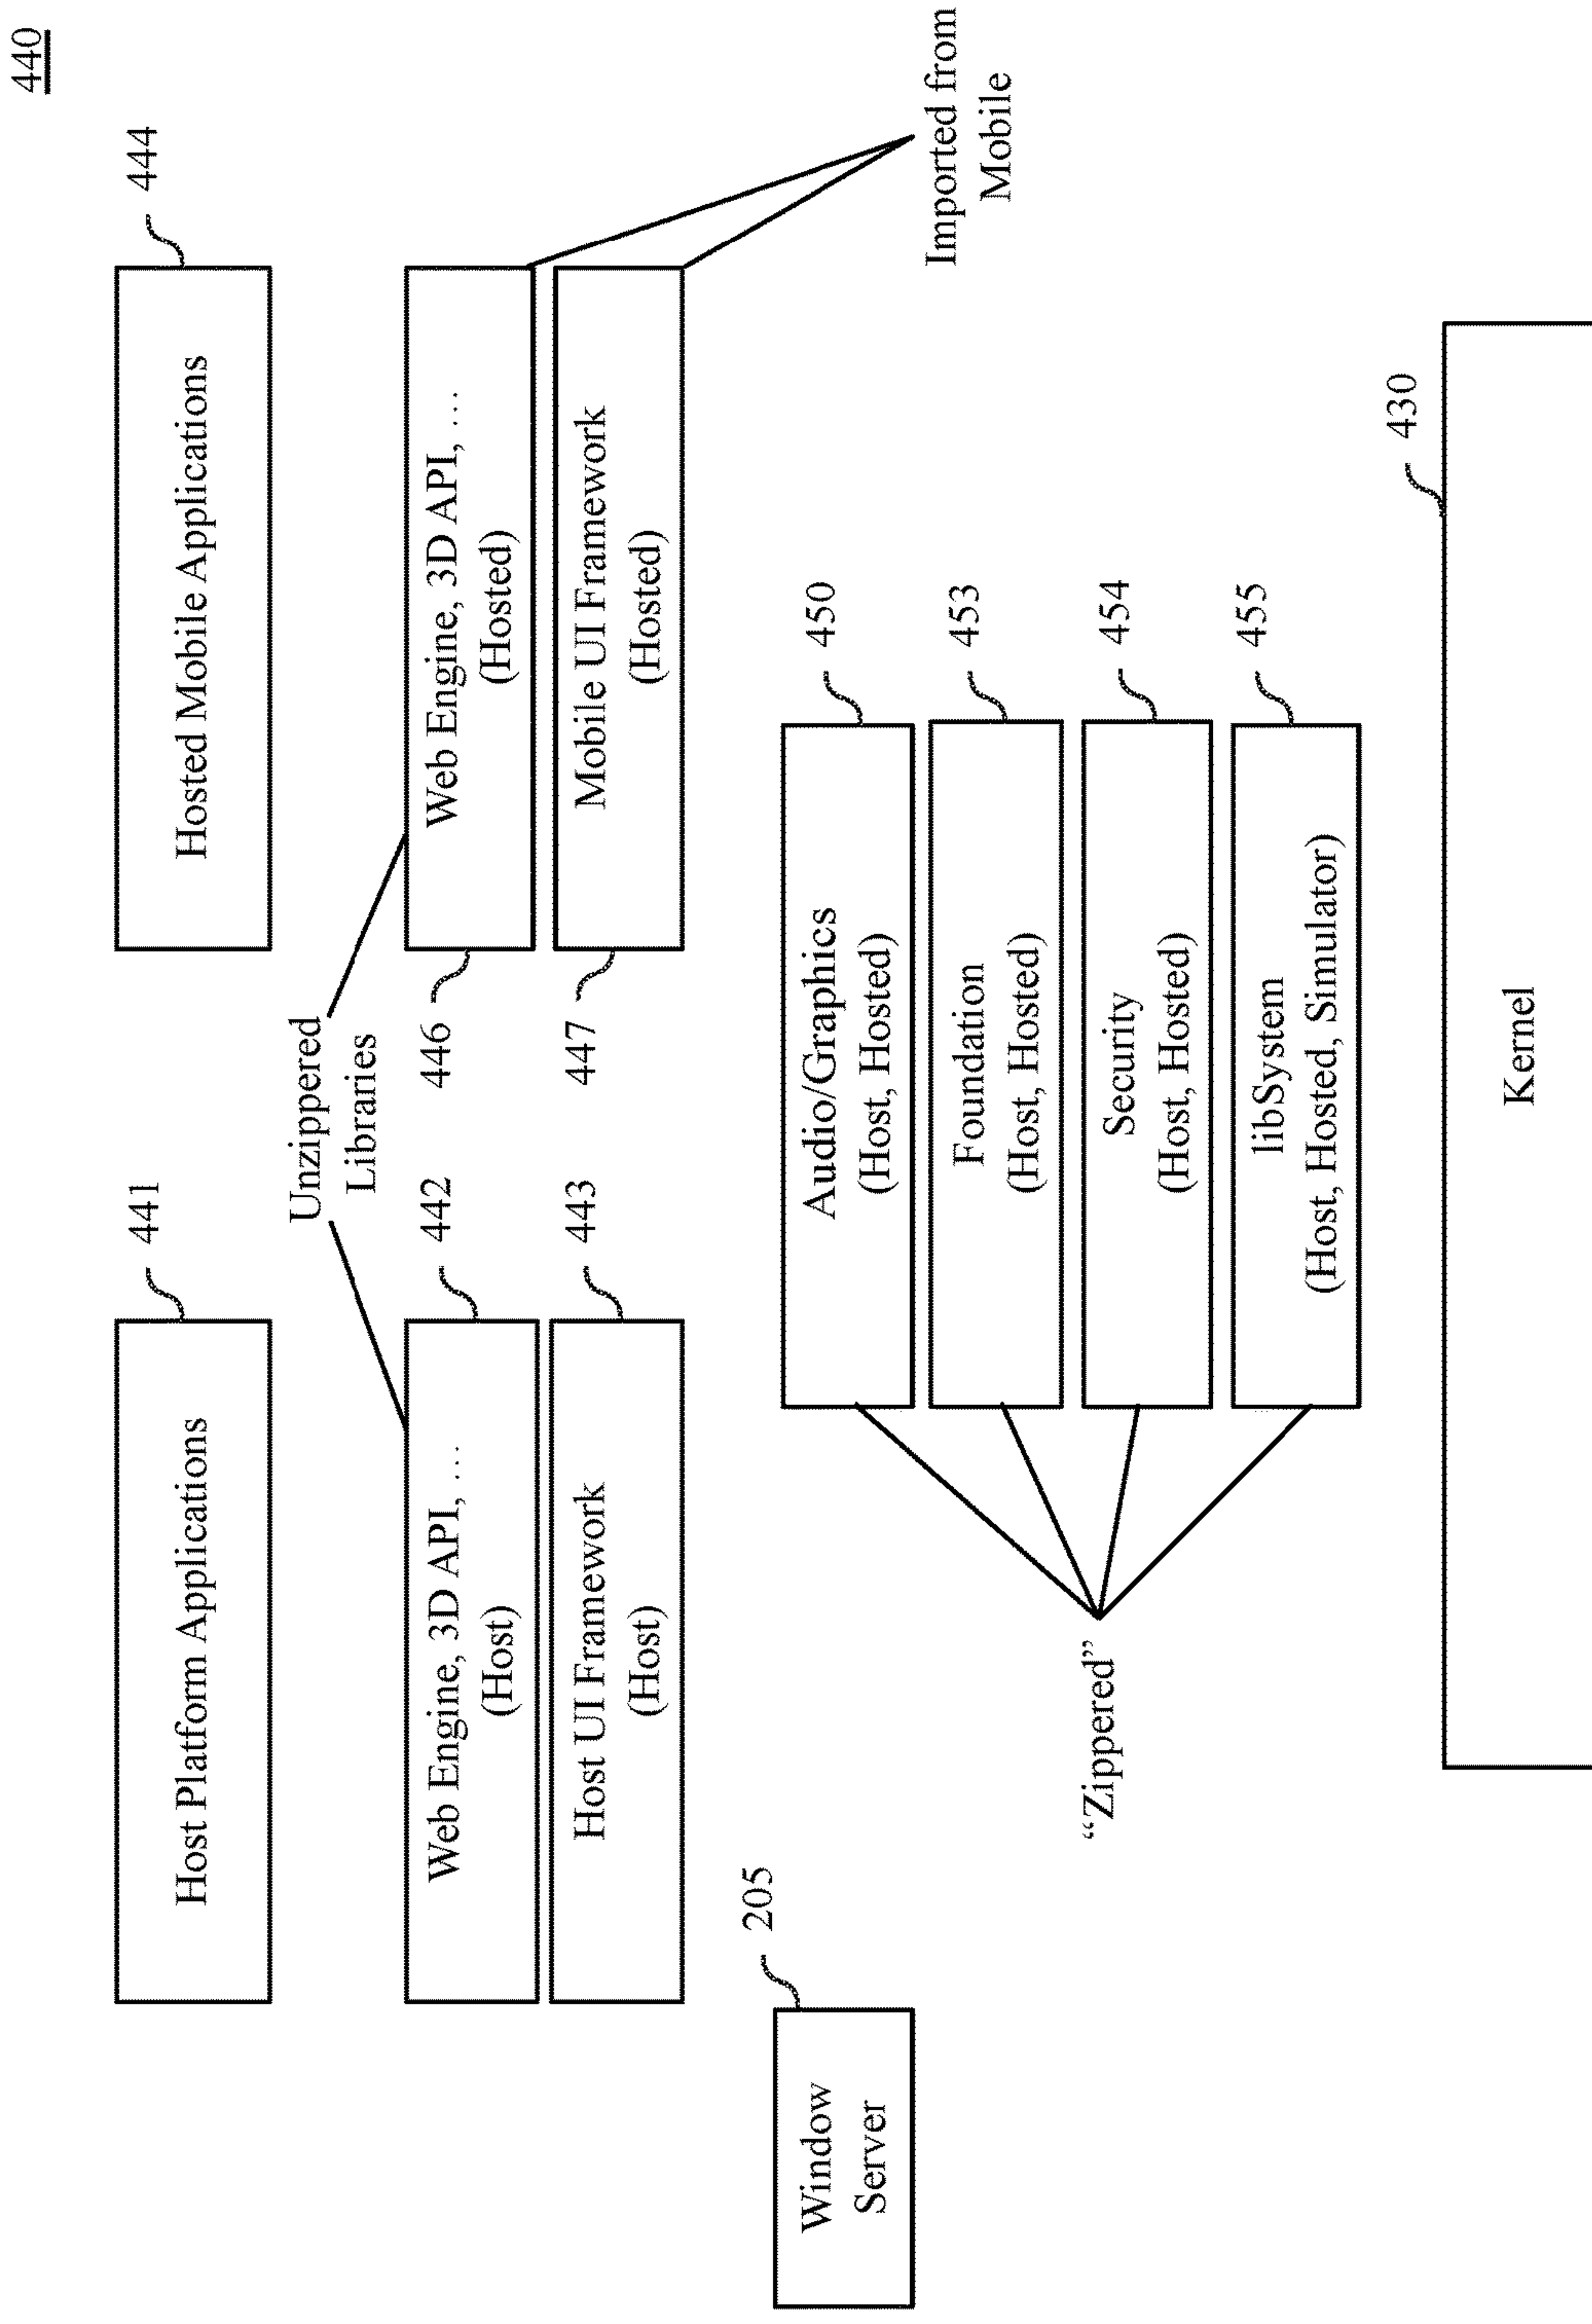 440
441
444
Host Platform Applications
Hosted Mobile Applications
Unzippered
Libraries
442
446
Web Engine, 3D API, …
(Host)
Web Engine, 3D API, …
(Hosted)
443
447
Host UI Framework
(Host)
Mobile UI Framework
(Hosted)
Imported from
Mobile
205
Window
Server
450
Audio/Graphics
(Host, Hosted)
453
Foundation
(Host, Hosted)
“Zippered”
454
Security
(Host, Hosted)
455
libSystem
(Host, Hosted, Simulator)
430
Kernel